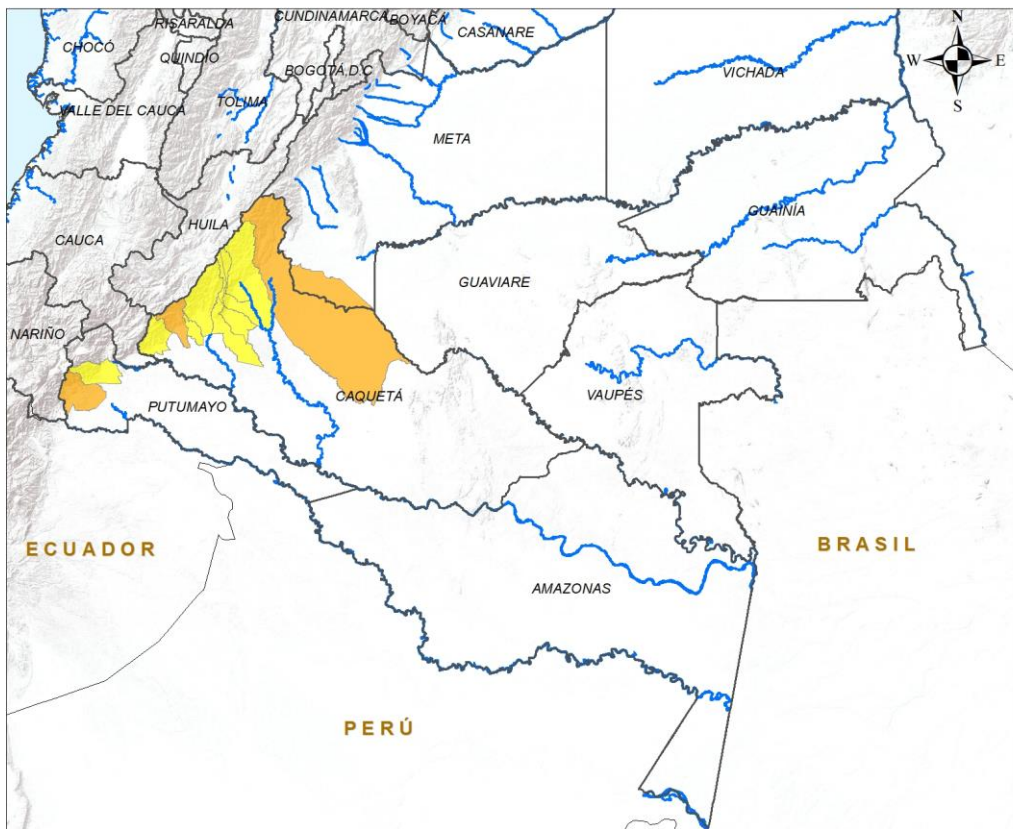 RISARALDA
CUNDINAMARCA
BOYACÁ
CASANARE
CHOCÓ
QUINDIO
BOGOTÁ,D.C
VICHADA
N
W
E
S
VALLE DEL CAUCA
TOLIMA
META
HUILA
GUAINÍA
CAUCA
GUAVIARE
NARIÑO
CAQUETÁ
VAUPÉS
PUTUMAYO
ECUADOR
BRASIL
AMAZONAS
PERÚ